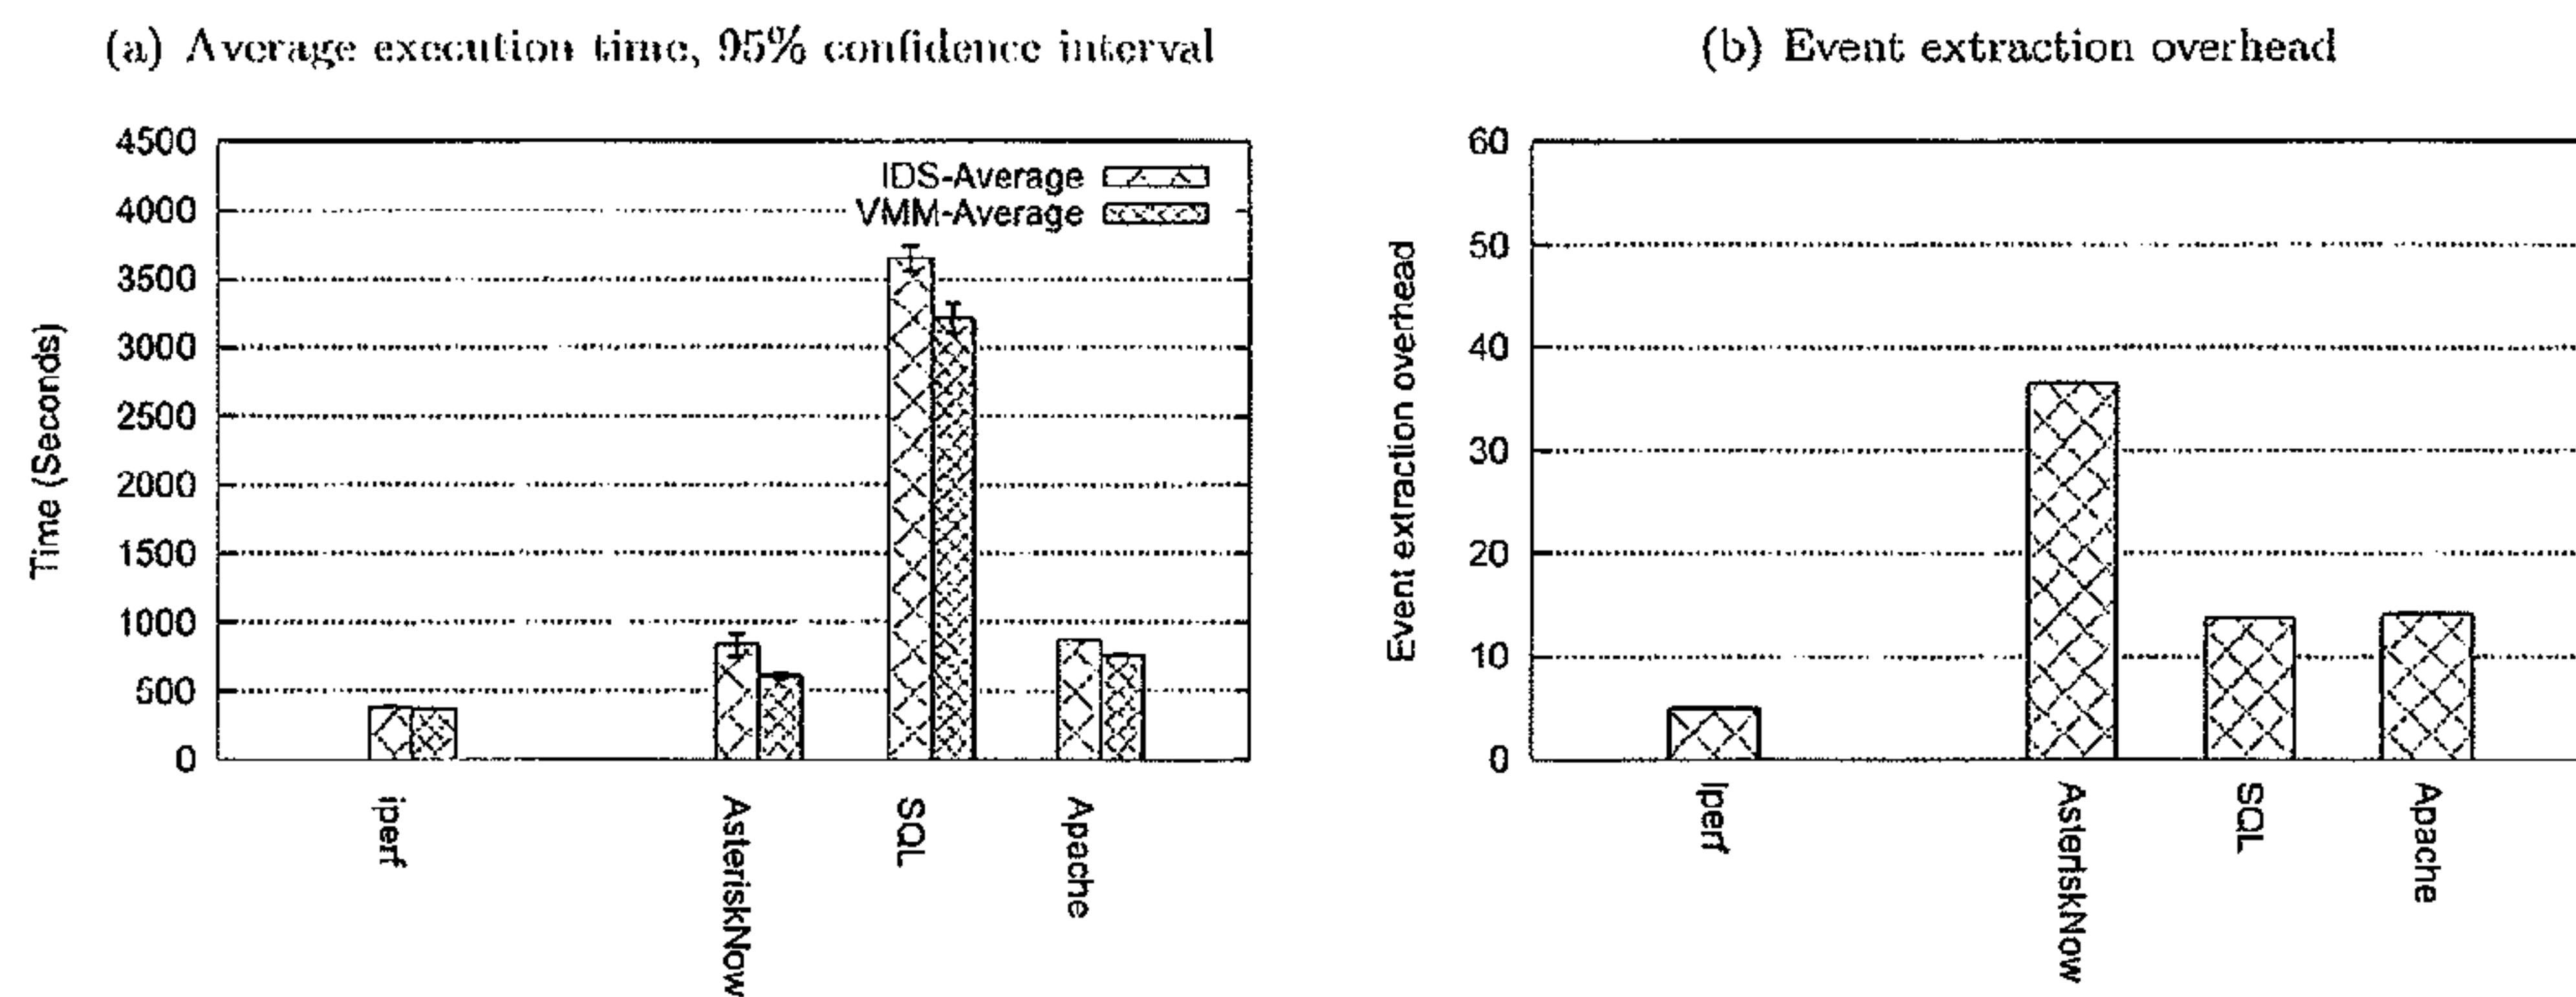 (a) Average execution time, 95% confidence interval
(b) Event extraction overhead
4500
4000
3500
3000
2500
2000
1500
1000
500
0
Time (Seconds)
IDS-Average
VMM-Average
iperf
AsteriskNow
SQL
Apache
60
50
40
30
20
10
0
Event extraction overhead
Iperf
AsteriskNow
SQL
Apache